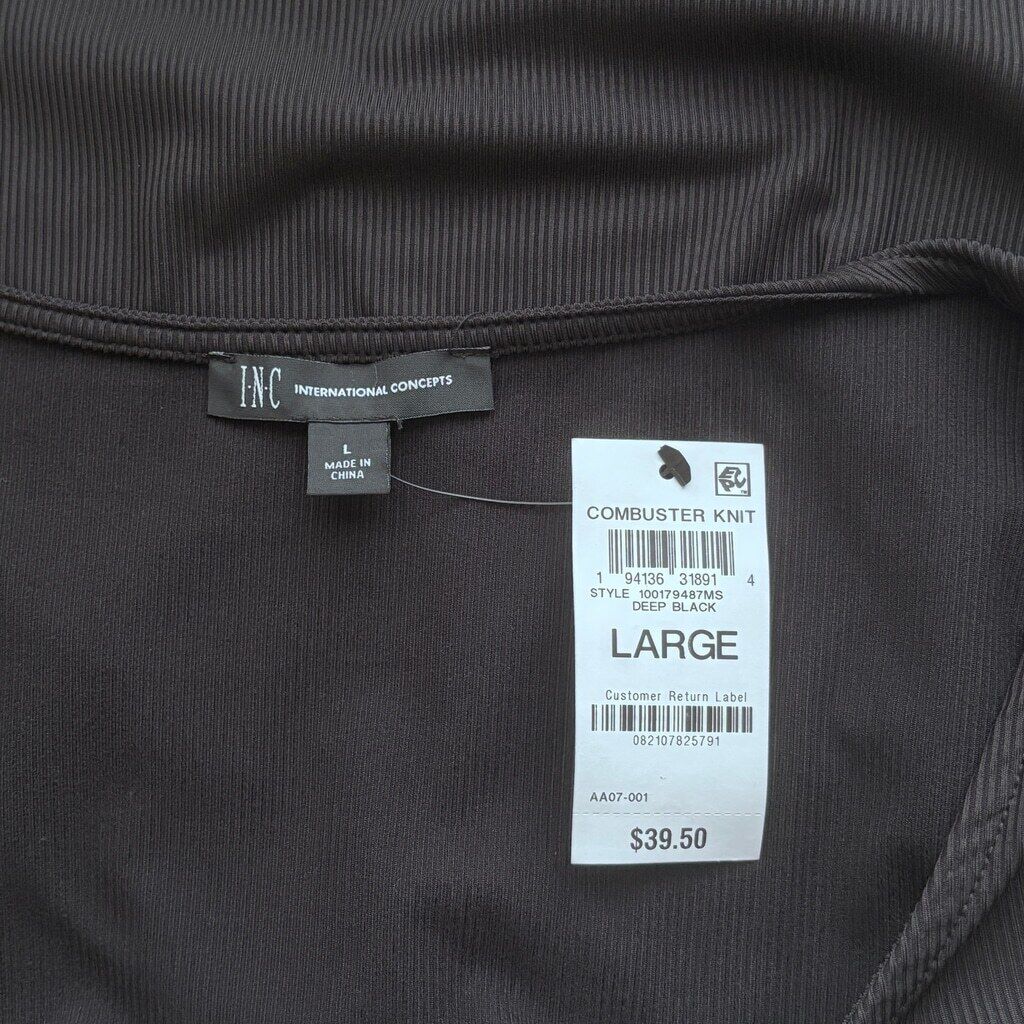 I·N·C INTERNATIONAL CONCEPTS
L
MADE IN
CHINA
EPC
COMBUSTER KNIT
1 94136 31891 4
STYLE 100179487MS
DEEP BLACK
LARGE
Customer Return Label
082107825791
AA07-001
$39.50